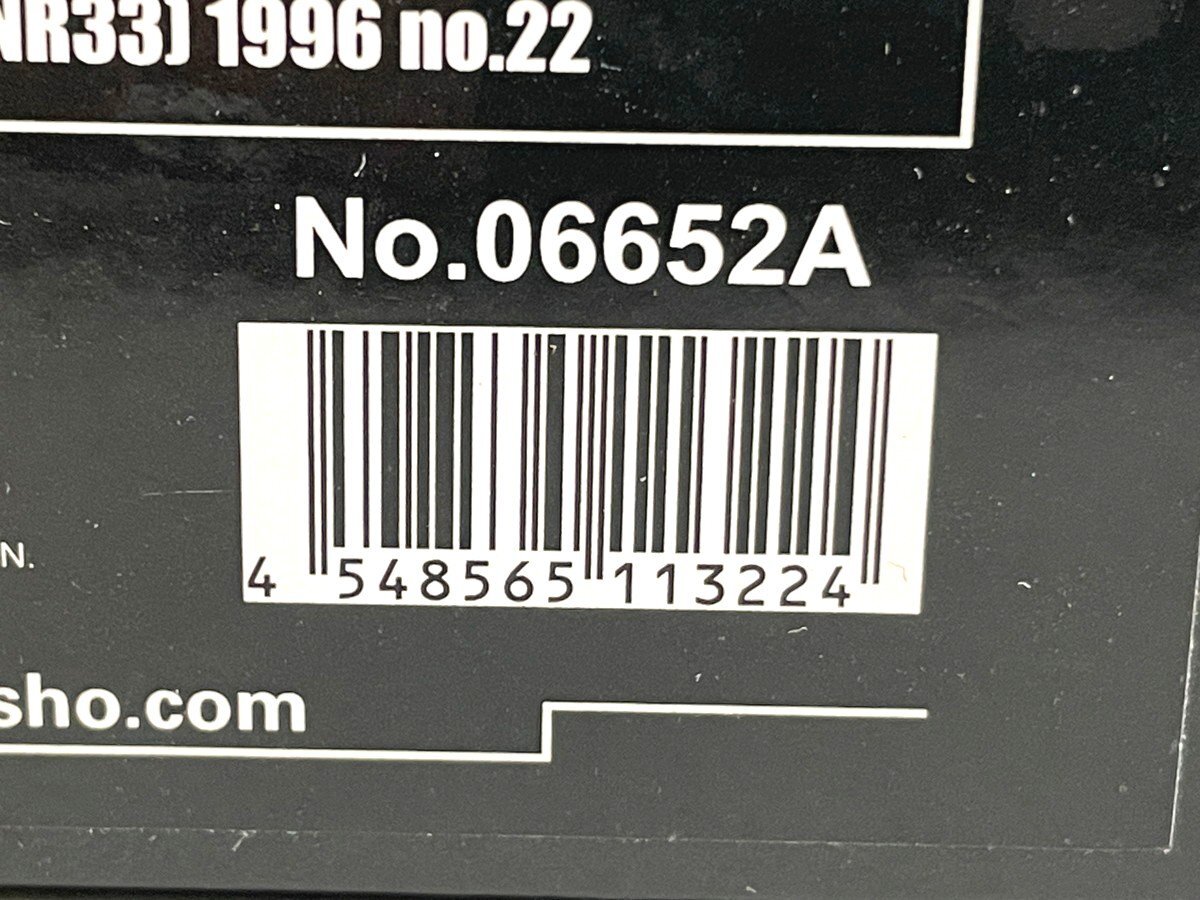 NR33) 1996 no.22
No.06652A
4 548565 113224
N.
sho.com